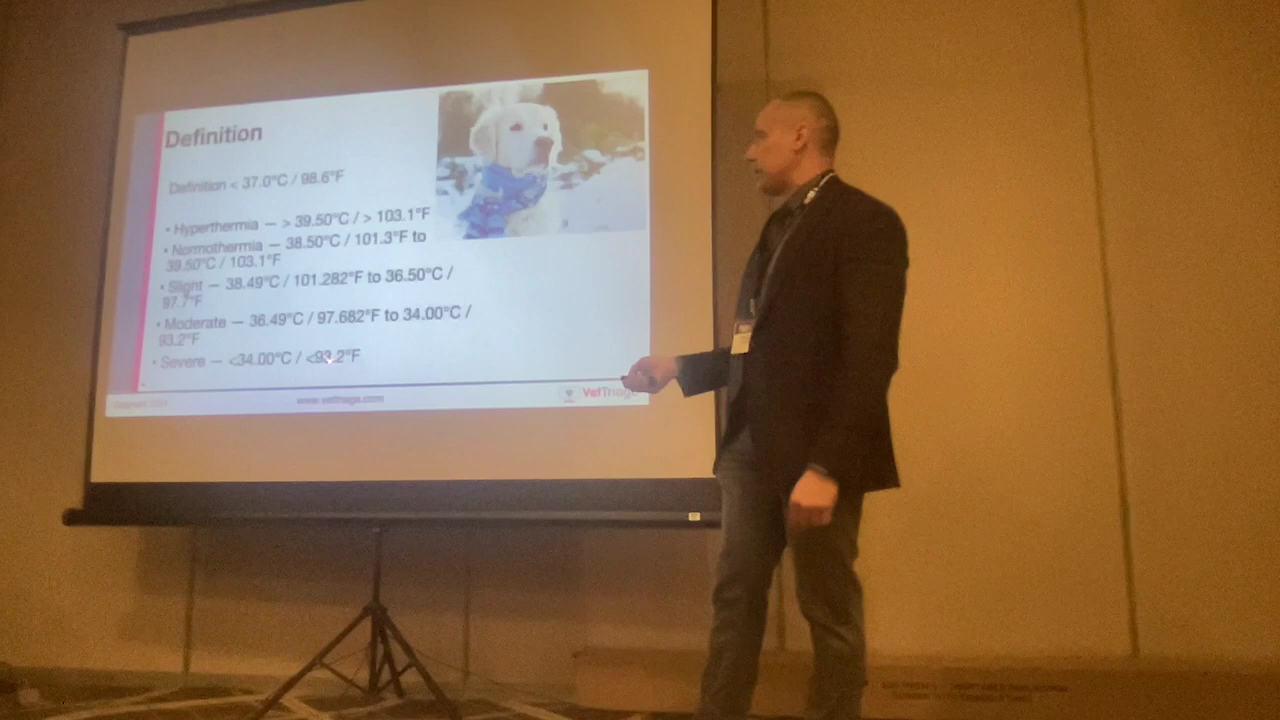 Definition
Definition < 37.0°C / 98.6°F
• Hyperthermia — > 39.50°C / > 103.1°F
• Normothermia — 38.50°C / 101.3°F to
39.50°C / 103.1°F
• Slight — 38.49°C / 101.282°F to 36.50°C /
97.7°F
• Moderate — 36.49°C / 97.682°F to 34.00°C /
93.2°F
• Severe — <34.00°C / <93.2°F
www.vettriage.com
VetTriage